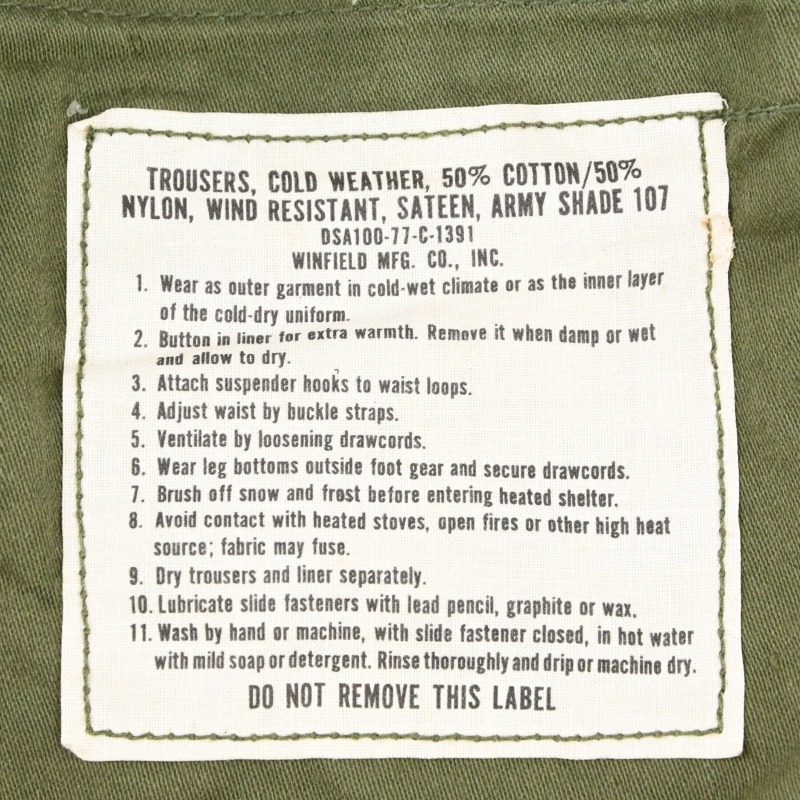 TROUSERS, COLD WEATHER, 50% COTTON/50%
NYLON, WIND RESISTANT, SATEEN, ARMY SHADE 107
DSA100-77-C-1391
WINFIELD MFG. CO., INC.
1. Wear as outer garment in cold-wet climate or as the inner layer
of the cold-dry uniform.
2. Button in liner for extra warmth. Remove it when damp or wet
and allow to dry.
3. Attach suspender hooks to waist loops.
4. Adjust waist by buckle straps.
5. Ventilate by loosening drawcords.
6. Wear leg bottoms outside foot gear and secure drawcords.
7. Brush off snow and frost before entering heated shelter.
8. Avoid contact with heated stoves, open fires or other high heat
source; fabric may fuse.
9. Dry trousers and liner separately.
10. Lubricate slide fasteners with lead pencil, graphite or wax.
11. Wash by hand or machine, with slide fastener closed, in hot water
with mild soap or detergent. Rinse thoroughly and drip or machine dry.
DO NOT REMOVE THIS LABEL